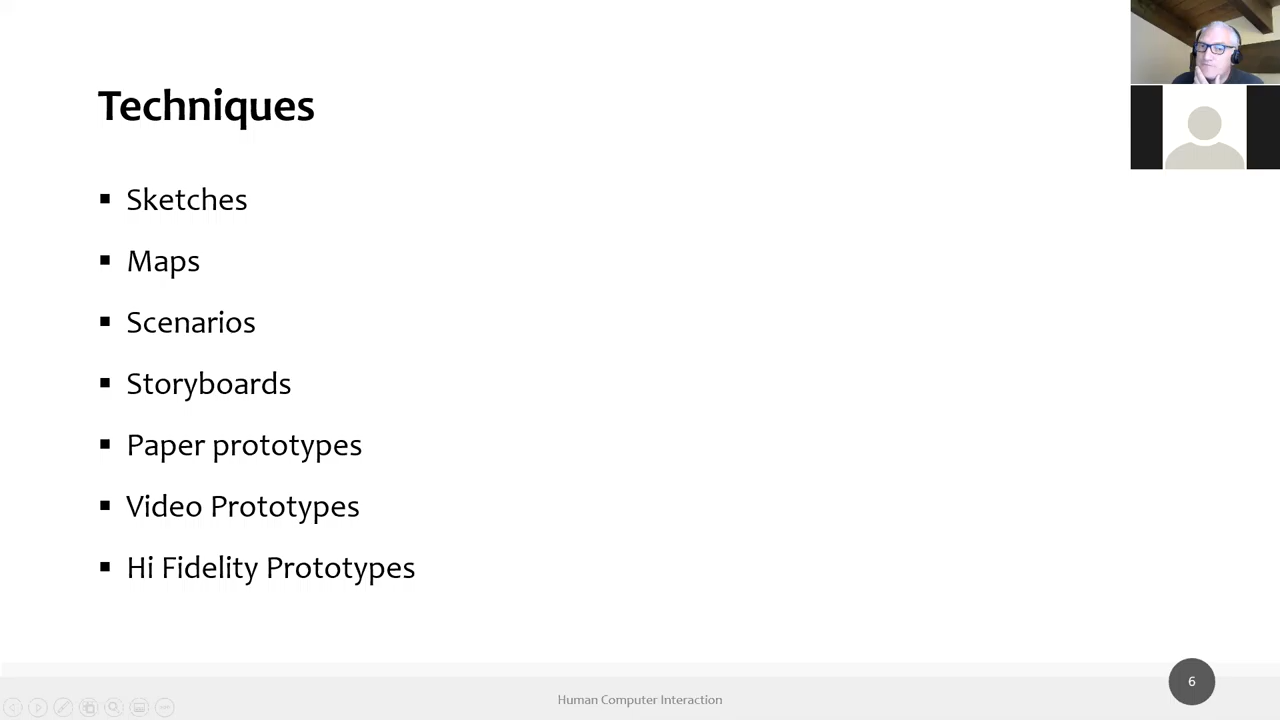 Techniques
Sketches
Maps
Scenarios
Storyboards
Paper prototypes
Video Prototypes
Hi Fidelity Prototypes
Human Computer Interaction
6